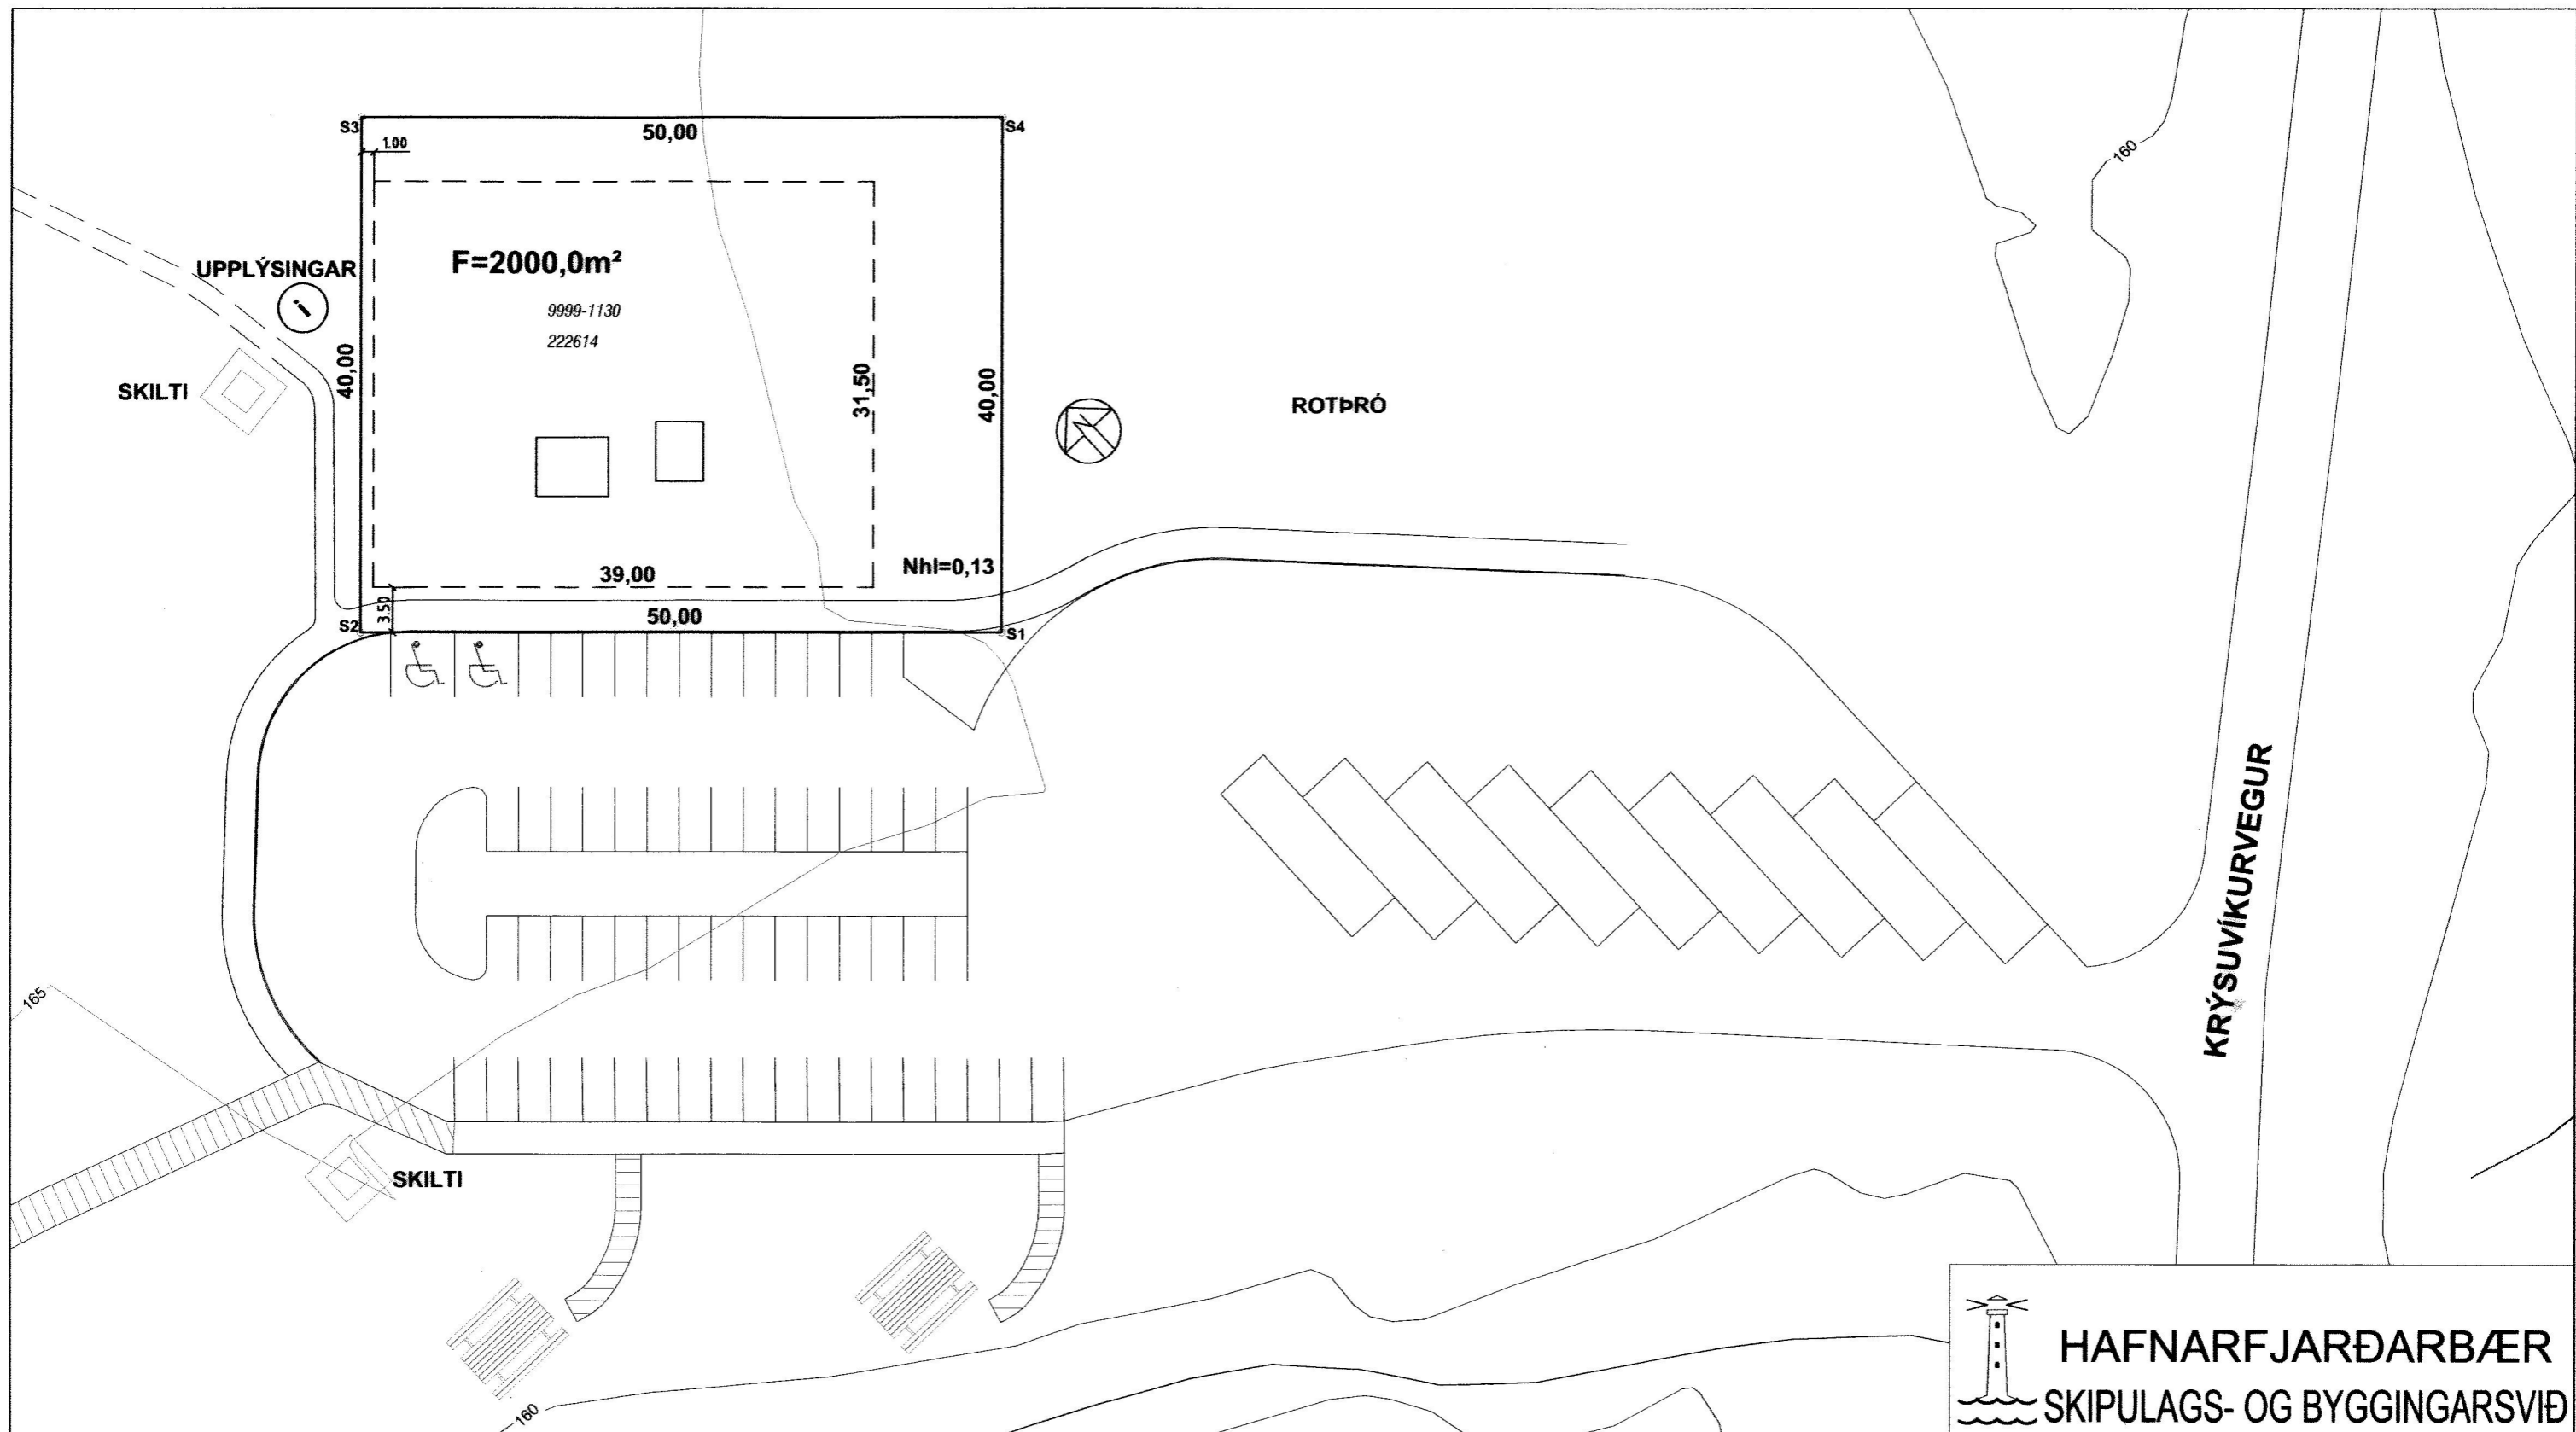 S3
50,00
S4
1.00
160
UPPLÝSINGAR
F=2000,0m²
i
9999-1130
222614
40,00
SKILTI
31,50
40,00
ROTÞRÓ
Nhl=0,13
39,00
3.50
50,00
S2
S1
KRÝSUVÍKURVEGUR
165
SKILTI
160
HAFNARFJARÐARBÆR
SKIPULAGS- OG BYGGINGARSVIÐ